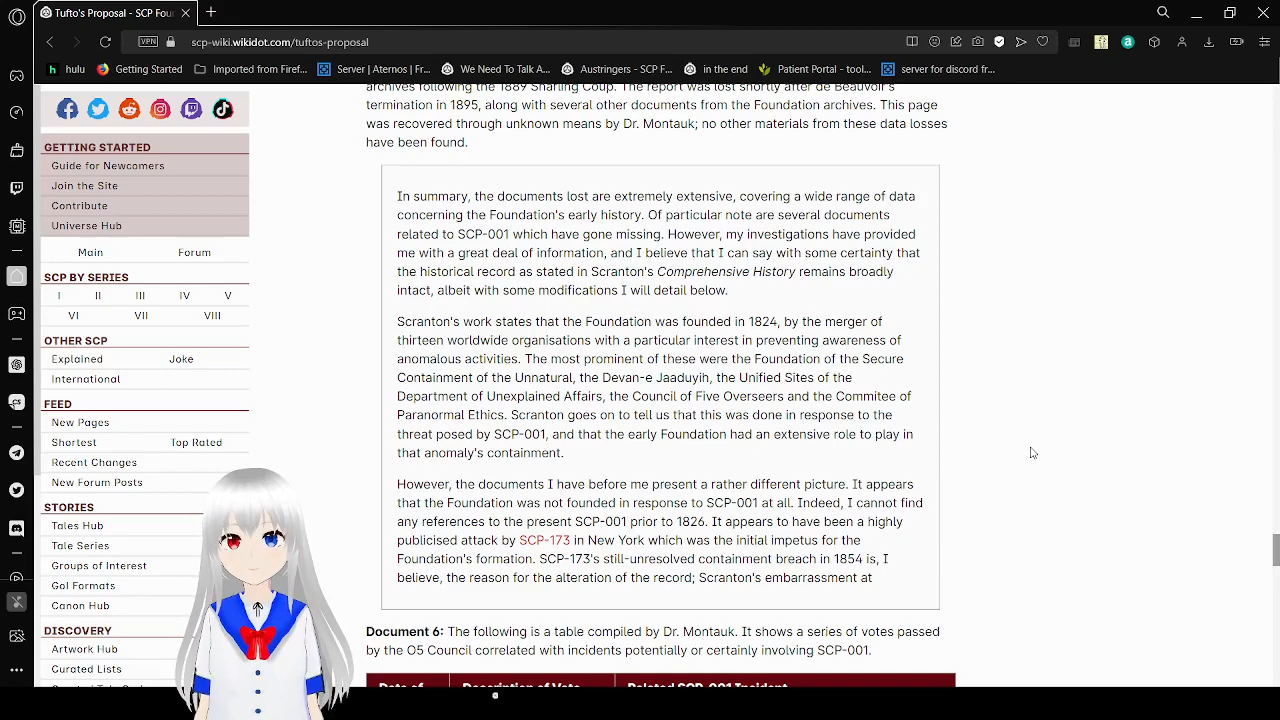 Tufto's Proposal - SCP Four
scp-wiki.wikidot.com/tuftos-proposal
VPN
hulu
Getting Started
Imported from Firef...
Server | Aternos | Fr...
We Need To Talk A...
Austringers - SCP F...
in the end
Patient Portal - tool...
server for discord fr...
GETTING STARTED
Guide for Newcomers
Join the Site
Contribute
Universe Hub
Main Forum
SCP BY SERIES
I II III IV V
VI VII VIII
OTHER SCP
Explained Joke
International
FEED
New Pages
Shortest Top Rated
Recent Changes
New Forum Posts
STORIES
Tales Hub
Tale Series
Groups of Interest
GoI Formats
Canon Hub
DISCOVERY
Artwork Hub
Curated Lists
archives following the 1889 Sharling Coup. The report was lost shortly after de Beauvoir's
termination in 1895, aong with several other documents from the Foundation archives. This page
was recovered through unknown means by Dr. Montauk; no other materials from these data losses
have been found.
In summary, the documents lost are extremely extensive, covering a wide range of data
concerning the Foundation's early history. Of particular note are several documents
related to SCP-001 which have gone missing. However, my investigations have provided
me with a great deal of information, and I believe that I can say with some certainty that
the historical record as stated in Scranton's Comprehensive History remains broadly
intact, albeit with some modifications I will detail below.
Scranton's work states that the Foundation was founded in 1824, by the merger of
thirteen worldwide organisations with a particular interest in preventing awareness of
anomalous activities. The most prominent of these were the Foundation of the Secure
Containment of the Unnatural, the Devan-e Jaaduyih, the Unified Sites of the
Department of Unexplained Affairs, the Council of Five Overseers and the Commitee of
Paranormal Ethics. Scranton goes on to tell us that this was done in response to the
threat posed by SCP-001, and that the early Foundation had an extensive role to play in
that anomaly's containment.
However, the documents I have before me present a rather different picture. It appears
that the Foundation was not founded in response to SCP-001 at all. Indeed, I cannot find
any references to the present SCP-001 prior to 1826. It appears to have been a highly
publicised attack by SCP-173 in New York which was the initial impetus for the
Foundation's formation. SCP-173's still-unresolved containment breach in 1854 is, I
believe, the reason for the alteration of the record; Scranton's embarrassment at
Document 6: The following is a table compiled by Dr. Montauk. It shows a series of votes passed
by the O5 Council correlated with incidents potentially or certainly involving SCP-001.
Date of Description of Vote Related SCP-001 Incident